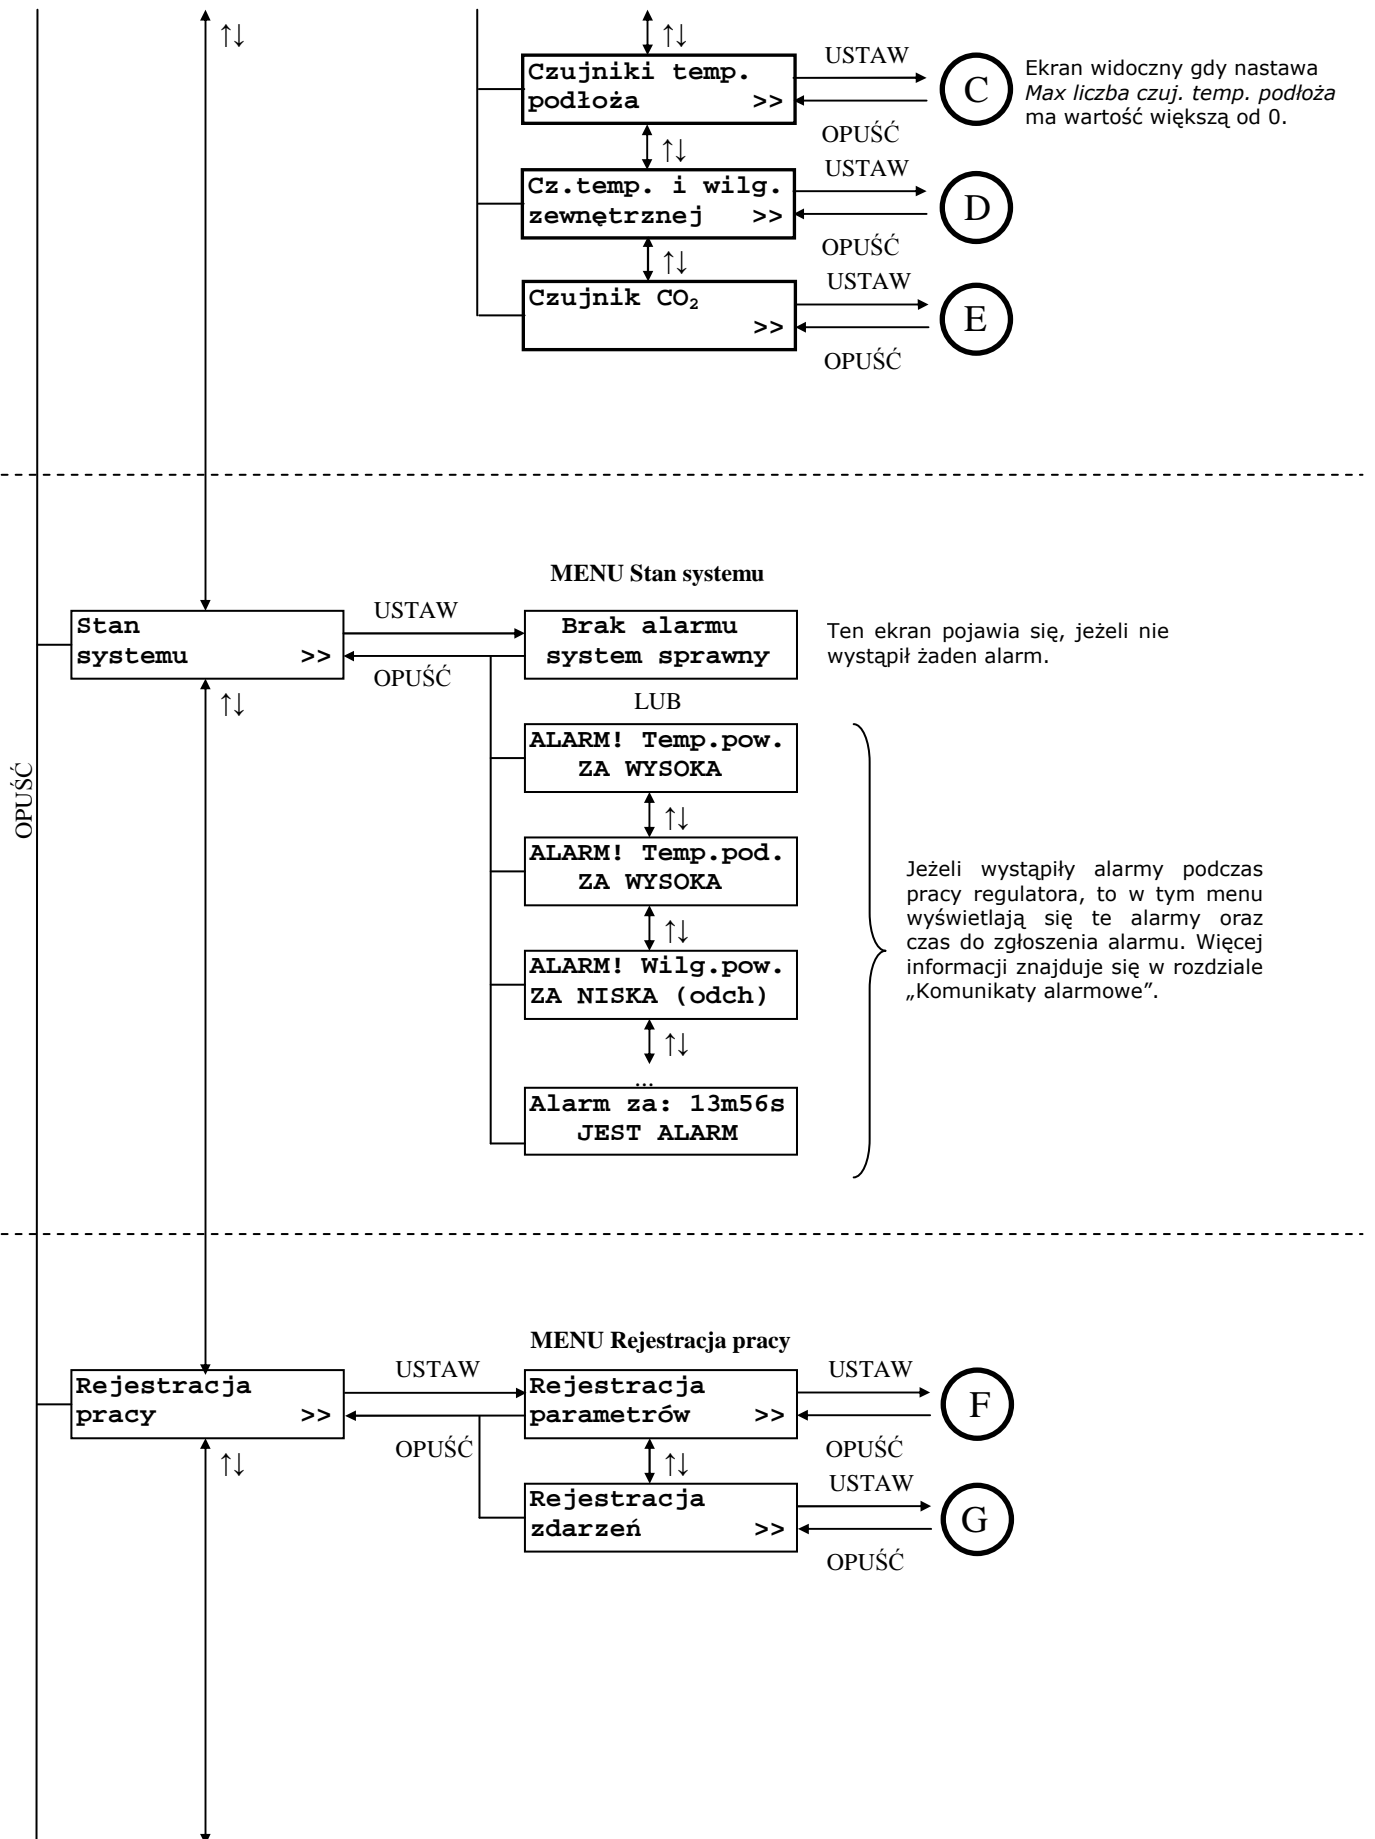 ↑↓
↑↓
Czujniki temp.
podłoża >>
USTAW
OPUŚĆ
C
Ekran widoczny gdy nastawa
Max liczba czuj. temp. podłoża
ma wartość większą od 0.
↑↓
Cz.temp. i wilg.
zewnętrznej >>
USTAW
OPUŚĆ
D
↑↓
Czujnik CO₂
>>
USTAW
OPUŚĆ
E
MENU Stan systemu
Stan
systemu >>
USTAW
OPUŚĆ
Brak alarmu
system sprawny
Ten ekran pojawia się, jeżeli nie
wystąpił żaden alarm.
↑↓
LUB
OPUŚĆ
ALARM! Temp.pow.
ZA WYSOKA
↑↓
ALARM! Temp.pod.
ZA WYSOKA
↑↓
ALARM! Wilg.pow.
ZA NISKA (odch)
↑↓
...
Alarm za: 13m56s
JEST ALARM
Jeżeli wystąpiły alarmy podczas
pracy regulatora, to w tym menu
wyświetlają się te alarmy oraz
czas do zgłoszenia alarmu. Więcej
informacji znajduje się w rozdziale
„Komunikaty alarmowe”.
MENU Rejestracja pracy
Rejestracja
pracy >>
USTAW
OPUŚĆ
Rejestracja
parametrów >>
USTAW
OPUŚĆ
F
↑↓
↑↓
Rejestracja
zdarzeń >>
USTAW
OPUŚĆ
G